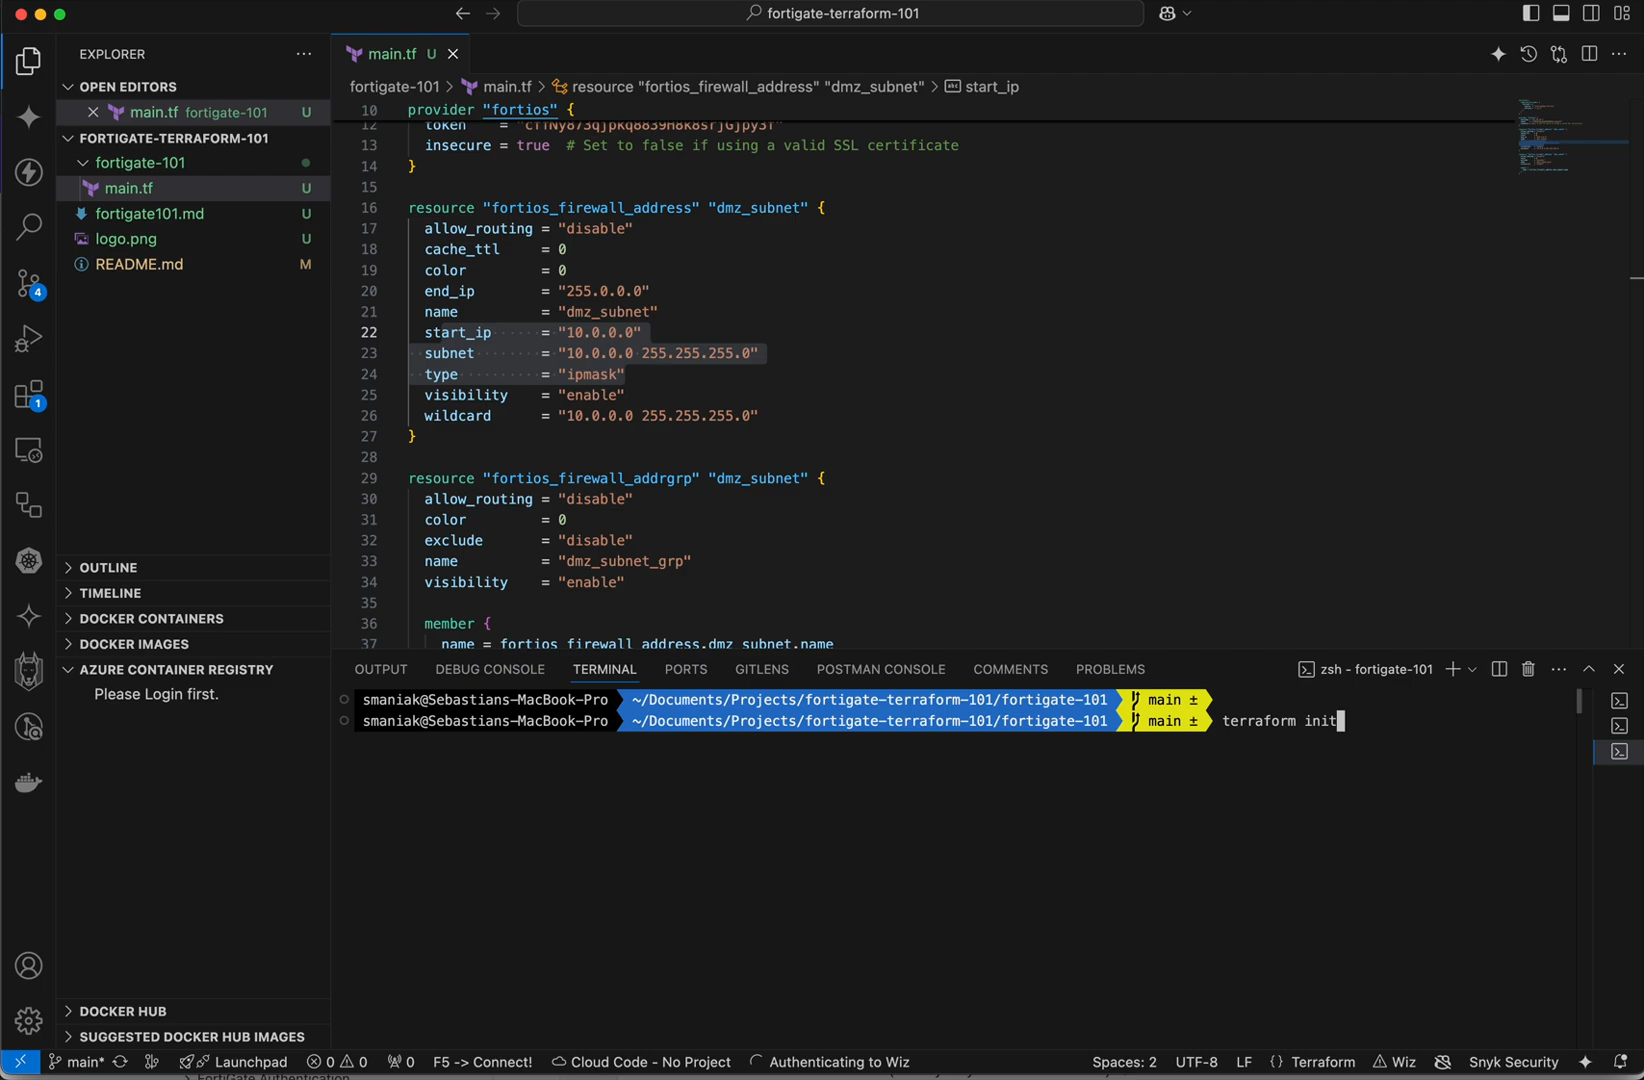 fortigate-terraform-101
EXPLORER
main.tf U
fortigate-101 > main.tf > resource "fortios_firewall_address" "dmz_subnet" > start_ip
OPEN EDITORS
main.tf fortigate-101 U
FORTIGATE-TERRAFORM-101
fortigate-101
main.tf U
fortigate101.md U
logo.png U
README.md M
4
1
OUTLINE
TIMELINE
DOCKER CONTAINERS
DOCKER IMAGES
AZURE CONTAINER REGISTRY
Please Login first.
DOCKER HUB
SUGGESTED DOCKER HUB IMAGES
10 provider "fortios" {
12 token =
13 insecure = true # Set to false if using a valid SSL certificate
14 }
15
16 resource "fortios_firewall_address" "dmz_subnet" {
17 allow_routing = "disable"
18 cache_ttl = 0
19 color = 0
20 end_ip = "255.0.0.0"
21 name = "dmz_subnet"
22 start_ip = "10.0.0.0"
23 subnet = "10.0.0.0 255.255.255.0"
24 type = "ipmask"
25 visibility = "enable"
26 wildcard = "10.0.0.0 255.255.255.0"
27 }
28
29 resource "fortios_firewall_addrgrp" "dmz_subnet" {
30 allow_routing = "disable"
31 color = 0
32 exclude = "disable"
33 name = "dmz_subnet_grp"
34 visibility = "enable"
35
36 member {
37 name = fortios_firewall_address.dmz_subnet.name
OUTPUT DEBUG CONSOLE TERMINAL PORTS GITLENS POSTMAN CONSOLE COMMENTS PROBLEMS zsh - fortigate-101
smaniak@Sebastians-MacBook-Pro ~/Documents/Projects/fortigate-terraform-101/fortigate-101 main ±
smaniak@Sebastians-MacBook-Pro ~/Documents/Projects/fortigate-terraform-101/fortigate-101 main ± terraform init
main* Launchpad 0 0 0 F5 -> Connect! Cloud Code - No Project Authenticating to Wiz Spaces: 2 UTF-8 LF {} Terraform Wiz Snyk Security
FortiGate Authentication